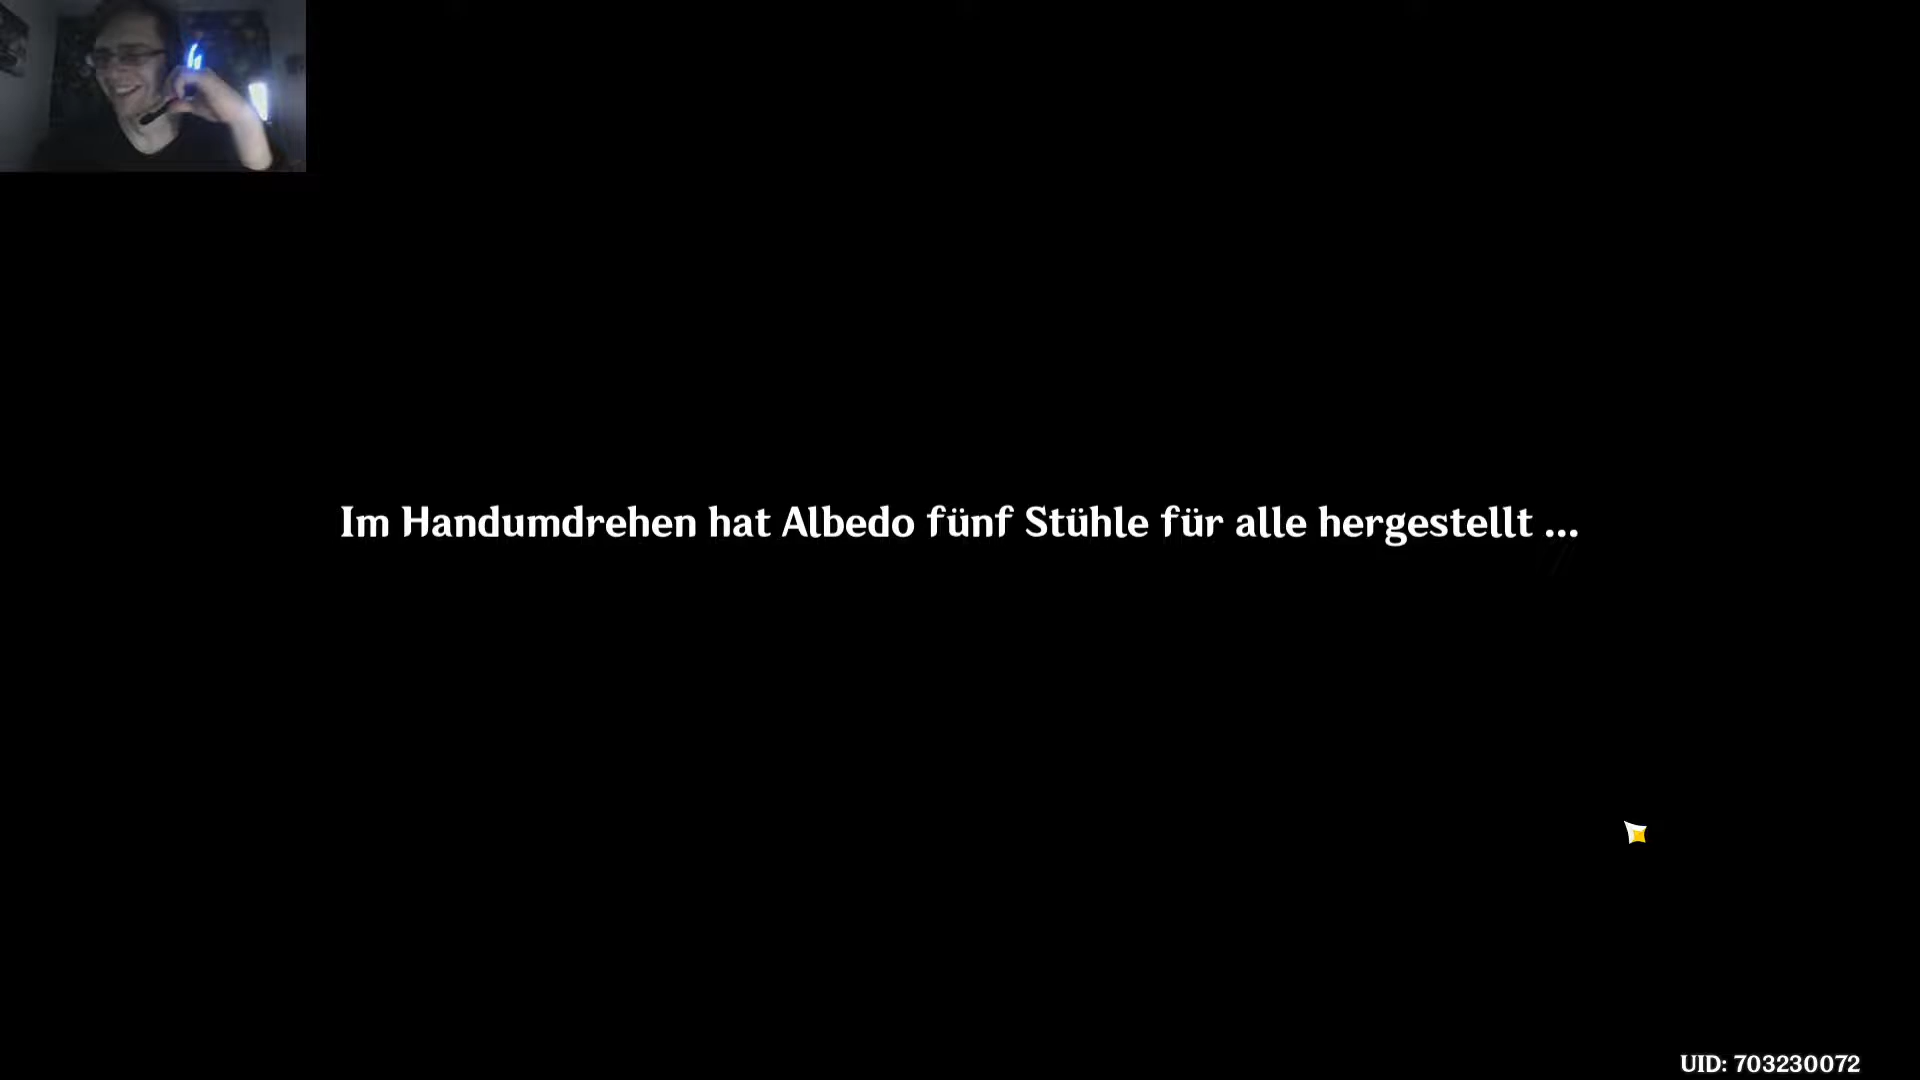 Im Handumdrehen hat Albedo fünf Stühle für alle hergestellt ...
UID: 703230072